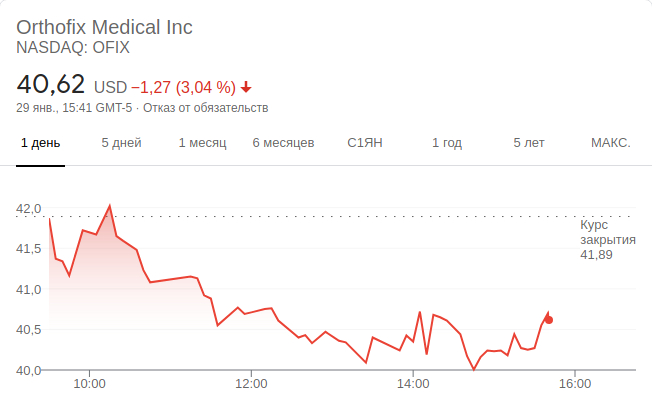 Orthofix Medical Inc
NASDAQ: OFIX
40,62 USD −1,27 (3,04 %)
29 янв., 15:41 GMT-5 · Отказ от обязательств
1 день 5 дней 1 месяц 6 месяцев С1ЯН 1 год 5 лет МАКС.
42,0
Курс
закрытия
41,89
41,5
41,0
40,5
40,0
10:00 12:00 14:00 16:00